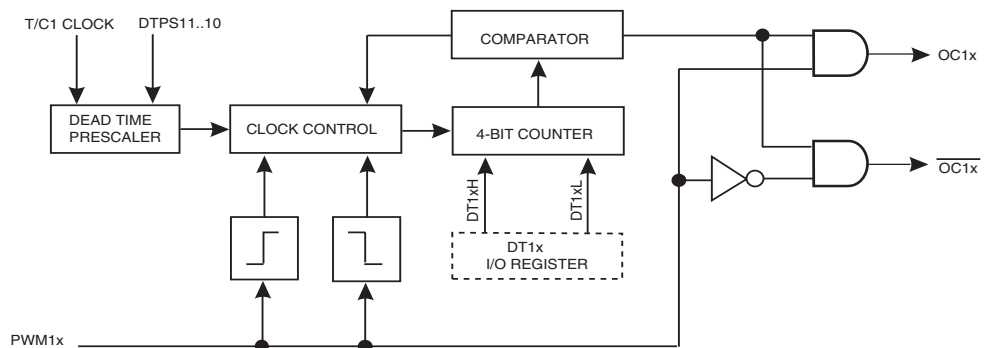 T/C1 CLOCK
DTPS11..10
COMPARATOR
OC1x
DEAD TIME
PRESCALER
CLOCK CONTROL
4-BIT COUNTER
OC1x
DT1xH
DT1xL
DT1x
I/O REGISTER
PWM1x